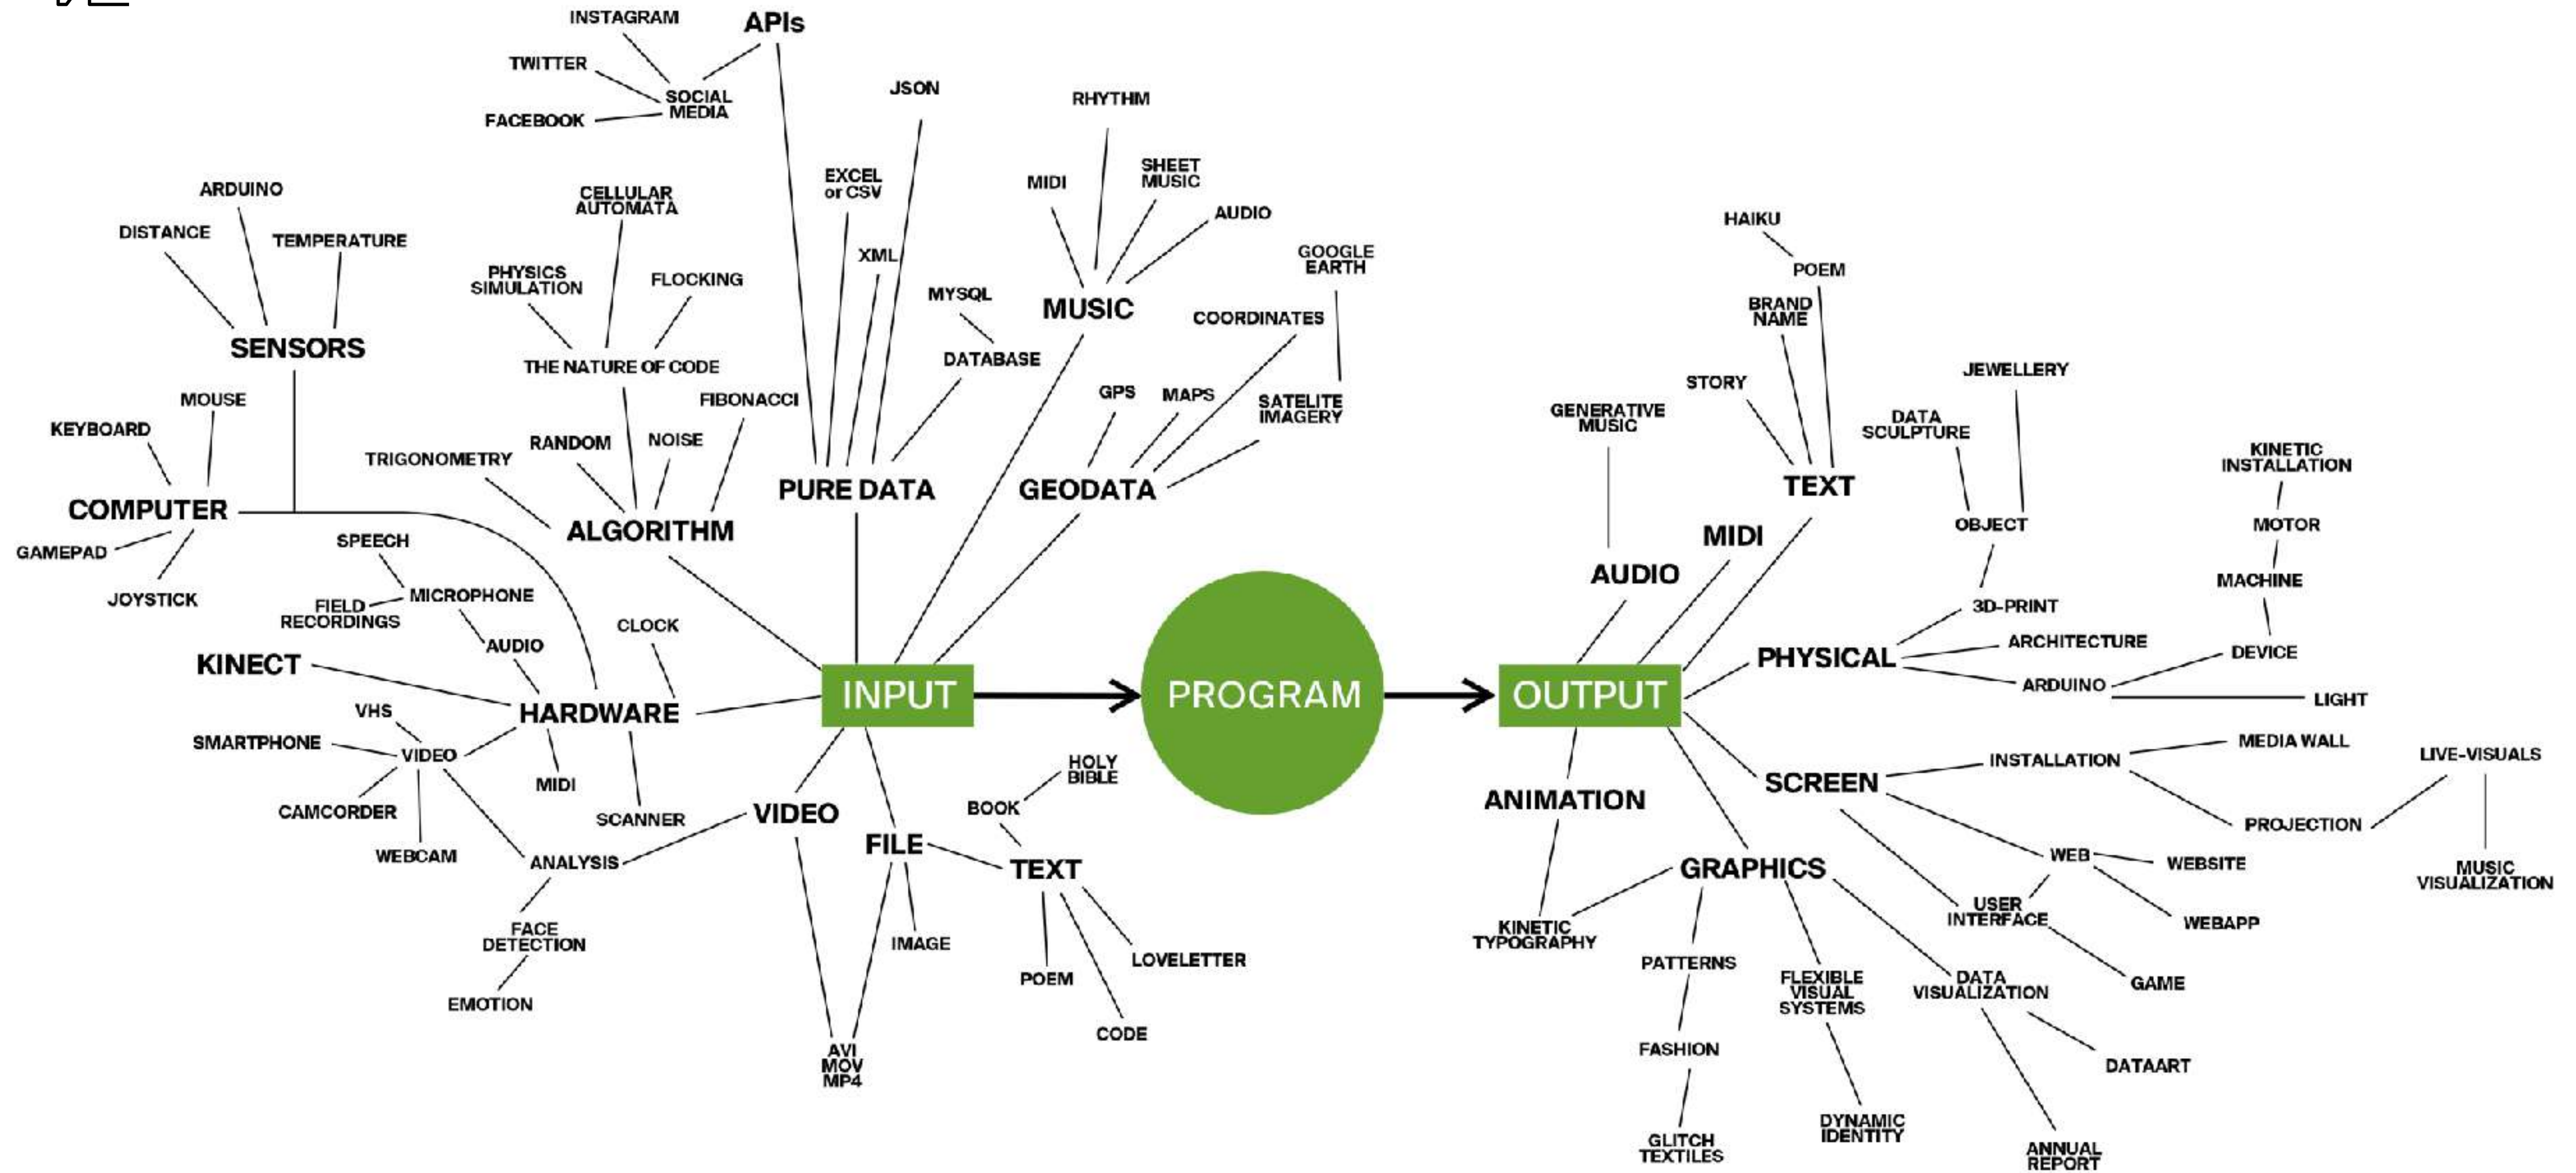 INSTAGRAM
APIs
TWITTER
SOCIAL
MEDIA
FACEBOOK
JSON
RHYTHM
EXCEL
or CSV
MIDI
SHEET
MUSIC
AUDIO
XML
GOOGLE
EARTH
MYSQL
MUSIC
COORDINATES
DATABASE
GPS
MAPS
SATELITE
IMAGERY
PURE DATA
GEODATA
ARDUINO
DISTANCE
TEMPERATURE
SENSORS
CELLULAR
AUTOMATA
PHYSICS
SIMULATION
FLOCKING
THE NATURE OF CODE
FIBONACCI
RANDOM
NOISE
TRIGONOMETRY
ALGORITHM
MOUSE
KEYBOARD
COMPUTER
GAMEPAD
JOYSTICK
SPEECH
MICROPHONE
FIELD
RECORDINGS
AUDIO
CLOCK
KINECT
HARDWARE
VHS
SMARTPHONE
VIDEO
MIDI
CAMCORDER
SCANNER
WEBCAM
ANALYSIS
FACE
DETECTION
EMOTION
INPUT
PROGRAM
OUTPUT
VIDEO
FILE
HOLY
BIBLE
BOOK
TEXT
IMAGE
POEM
LOVELETTER
CODE
AVI
MOV
MP4
HAIKU
POEM
BRAND
NAME
STORY
TEXT
GENERATIVE
MUSIC
AUDIO
MIDI
JEWELLERY
DATA
SCULPTURE
OBJECT
3D-PRINT
PHYSICAL
ARCHITECTURE
ARDUINO
KINETIC
INSTALLATION
MOTOR
MACHINE
DEVICE
LIGHT
SCREEN
INSTALLATION
MEDIA WALL
LIVE-VISUALS
PROJECTION
MUSIC
VISUALIZATION
WEB
WEBSITE
WEBAPP
USER
INTERFACE
GAME
ANIMATION
GRAPHICS
KINETIC
TYPOGRAPHY
PATTERNS
FASHION
GLITCH
TEXTILES
FLEXIBLE
VISUAL
SYSTEMS
DYNAMIC
IDENTITY
DATA
VISUALIZATION
DATAART
ANNUAL
REPORT